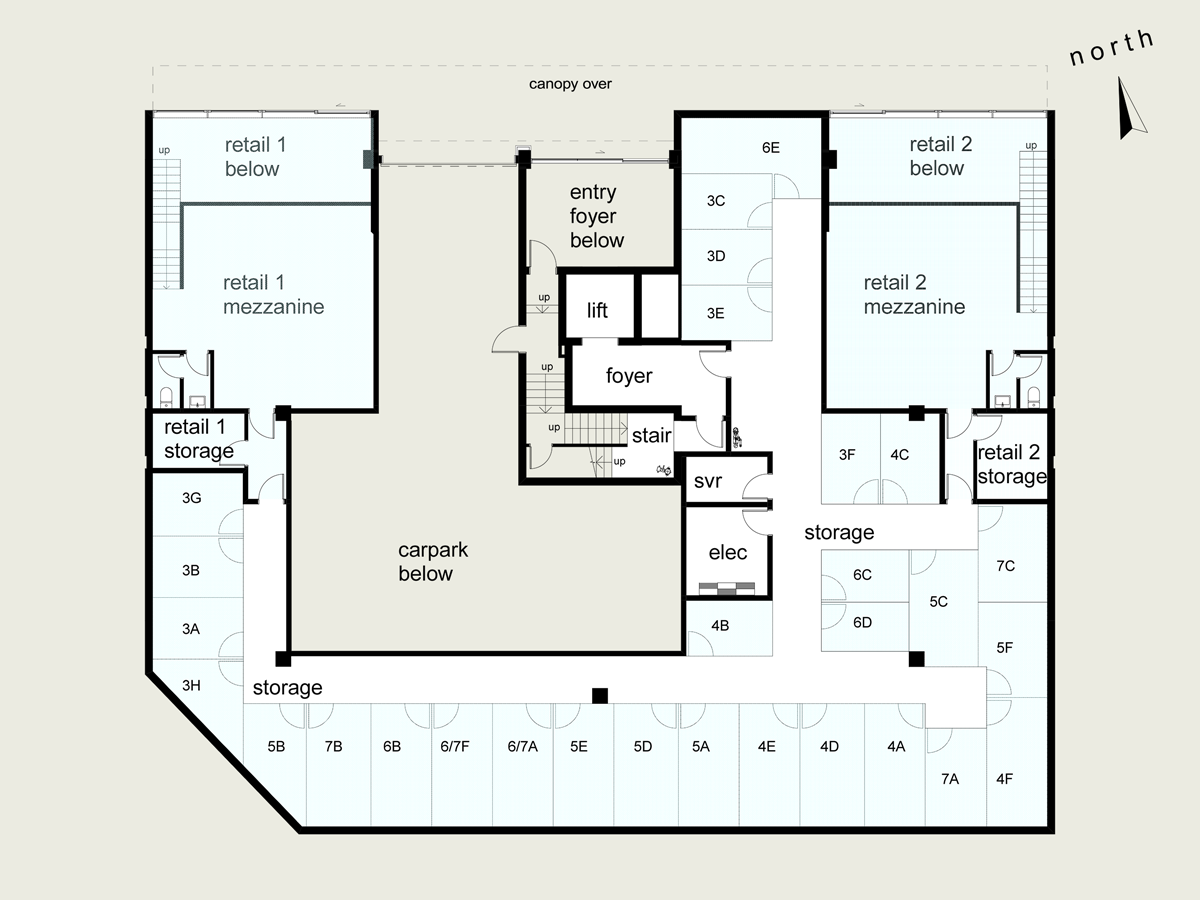 north
canopy over
up
retail 1
below
6E
retail 2
below
up
entry
foyer
below
3C
3D
retail 1
mezzanine
up
lift
3E
retail 2
mezzanine
up
foyer
retail 1
storage
up
stair
up
3F
4C
retail 2
storage
svr
3G
storage
elec
carpark
below
3B
6C
7C
5C
3A
4B
6D
5F
3H
storage
5B
7B
6B
6/7F
6/7A
5E
5D
5A
4E
4D
4A
7A
4F